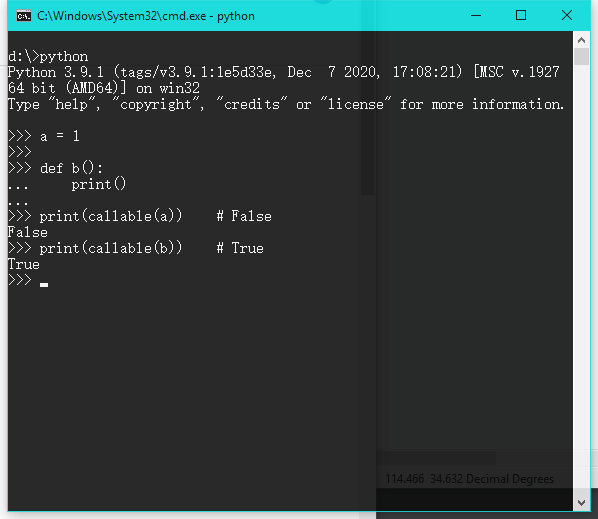 C:\Windows\System32\cmd.exe - python
d:\>python
Python 3.9.1 (tags/v3.9.1:1e5d33e, Dec  7 2020, 17:08:21) [MSC v.1927
64 bit (AMD64)] on win32
Type "help", "copyright", "credits" or "license" for more information.
>>> a = 1
>>>
>>> def b():
...     print()
...
>>> print(callable(a))    # False
False
>>> print(callable(b))    # True
True
>>>
114.466  34.632 Decimal Degrees